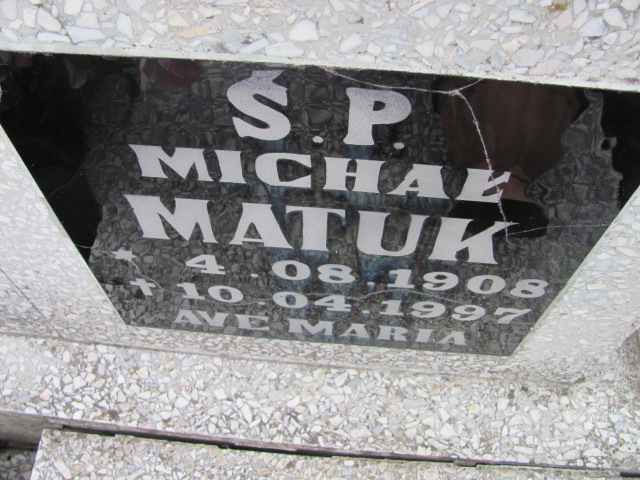 Ś.P.
MICHAŁ
MATUK
* 4.08.1908
✝ 10.04.1997
AVE MARIA